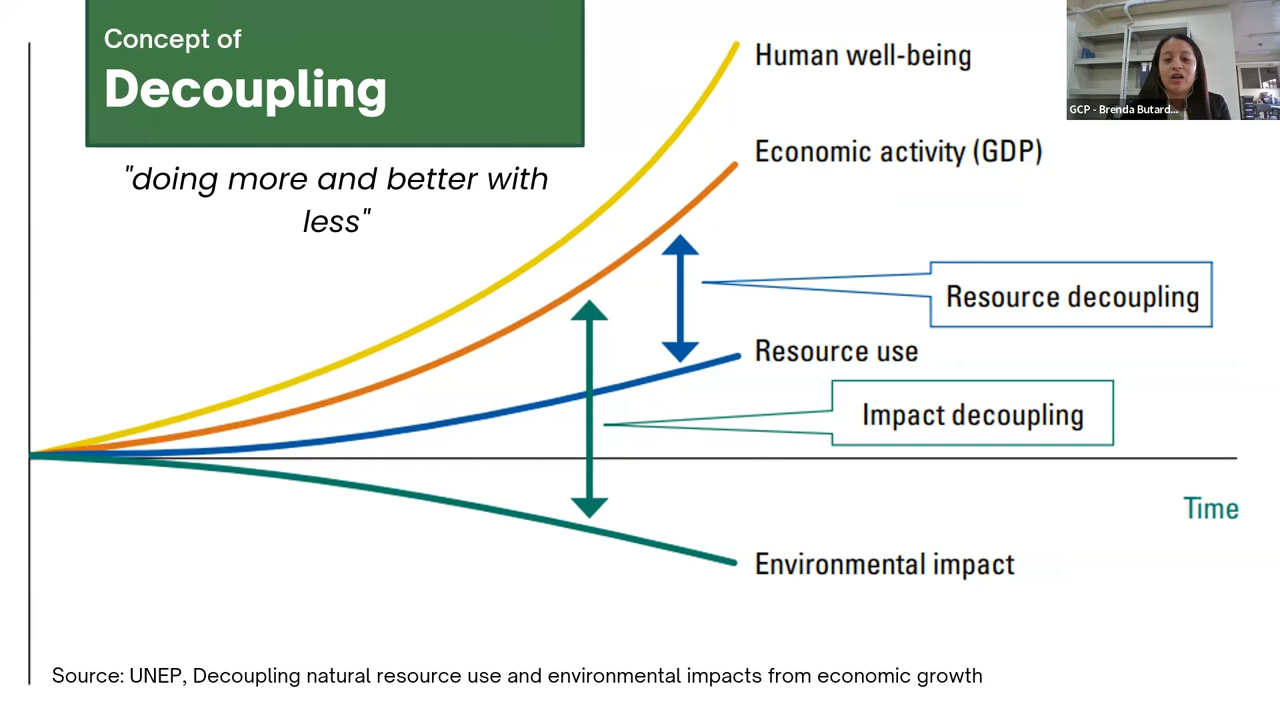 Concept of
Decoupling
"doing more and better with
less"
Human well-being
Economic activity (GDP)
Resource decoupling
Resource use
Impact decoupling
Time
Environmental impact
Source: UNEP, Decoupling natural resource use and environmental impacts from economic growth
GCP - Brenda Butard...